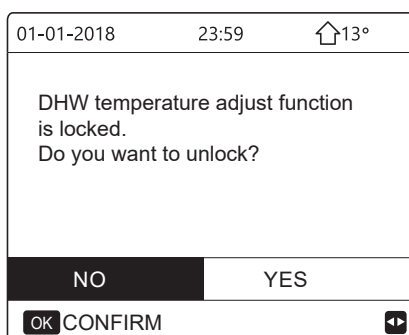 01-01-2018 23:59 13°
DHW temperature adjust function
is locked.
Do you want to unlock?
NO YES
OK CONFIRM